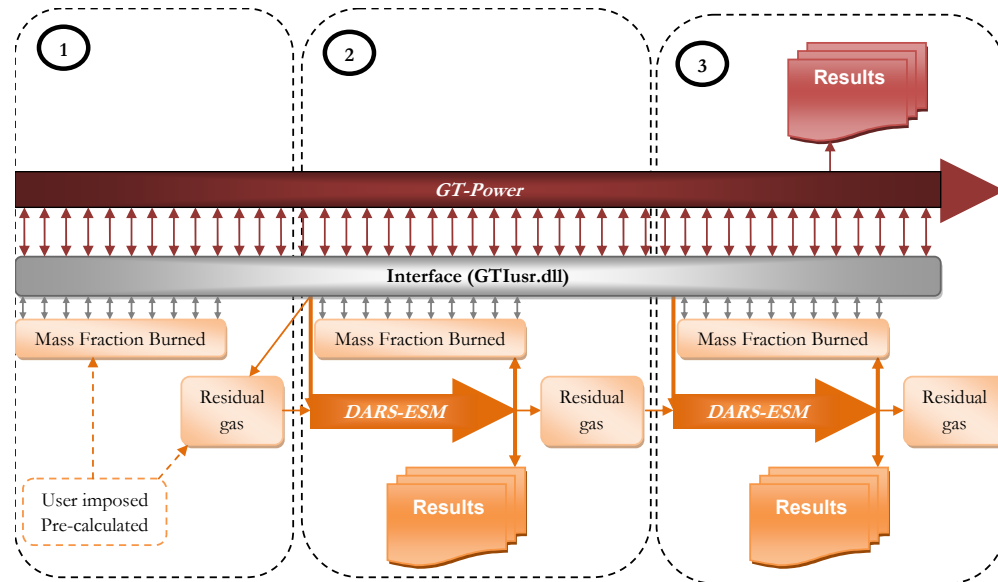 1
2
3
Results
GT-Power
Interface (GTIusr.dll)
Mass Fraction Burned
Mass Fraction Burned
Mass Fraction Burned
Residual
gas
DARS-ESM
Residual
gas
DARS-ESM
Residual
gas
User imposed
Pre-calculated
Results
Results